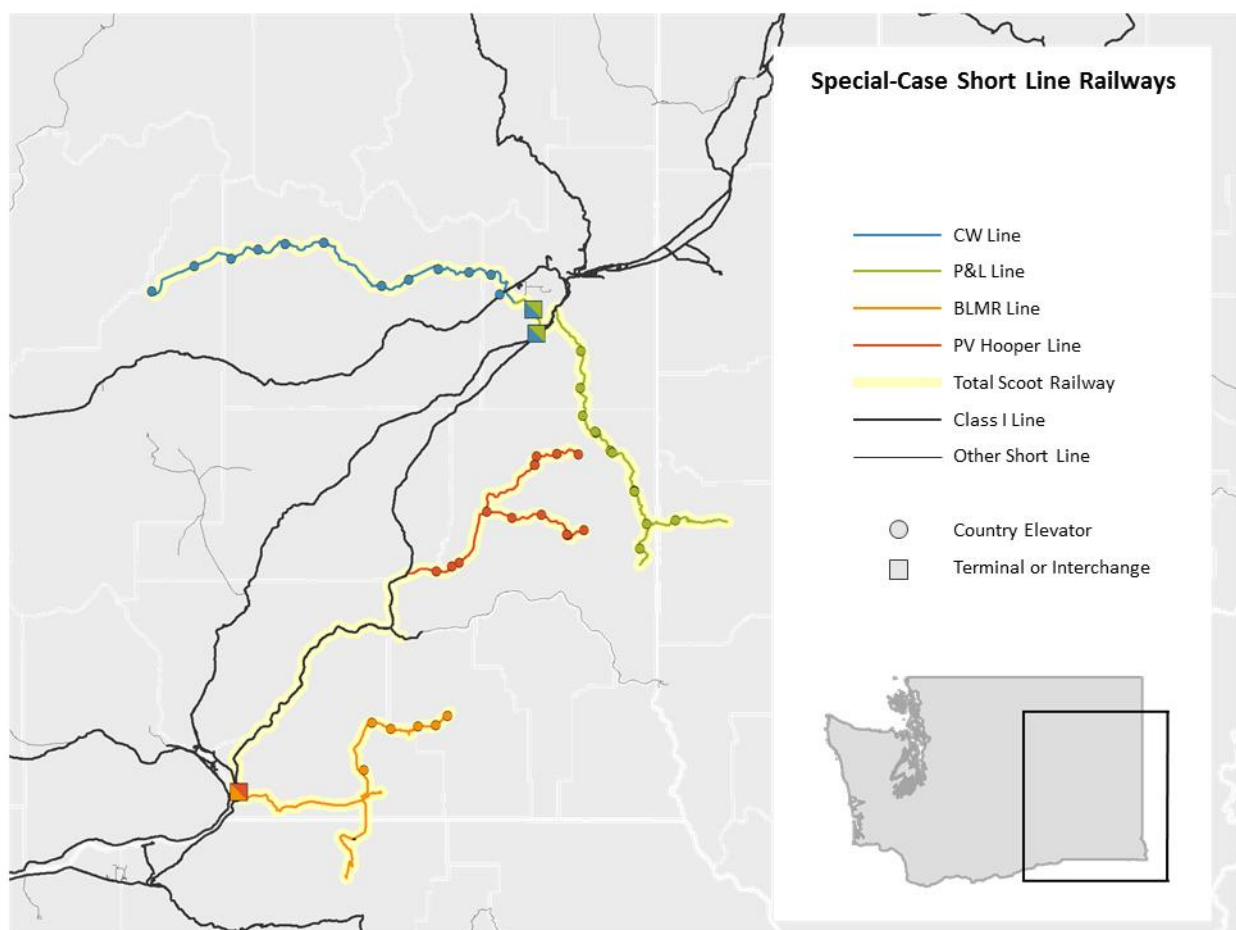 Special-Case Short Line Railways
CW Line
P&L Line
BLMR Line
PV Hooper Line
Total Scoot Railway
Class I Line
Other Short Line
Country Elevator
Terminal or Interchange